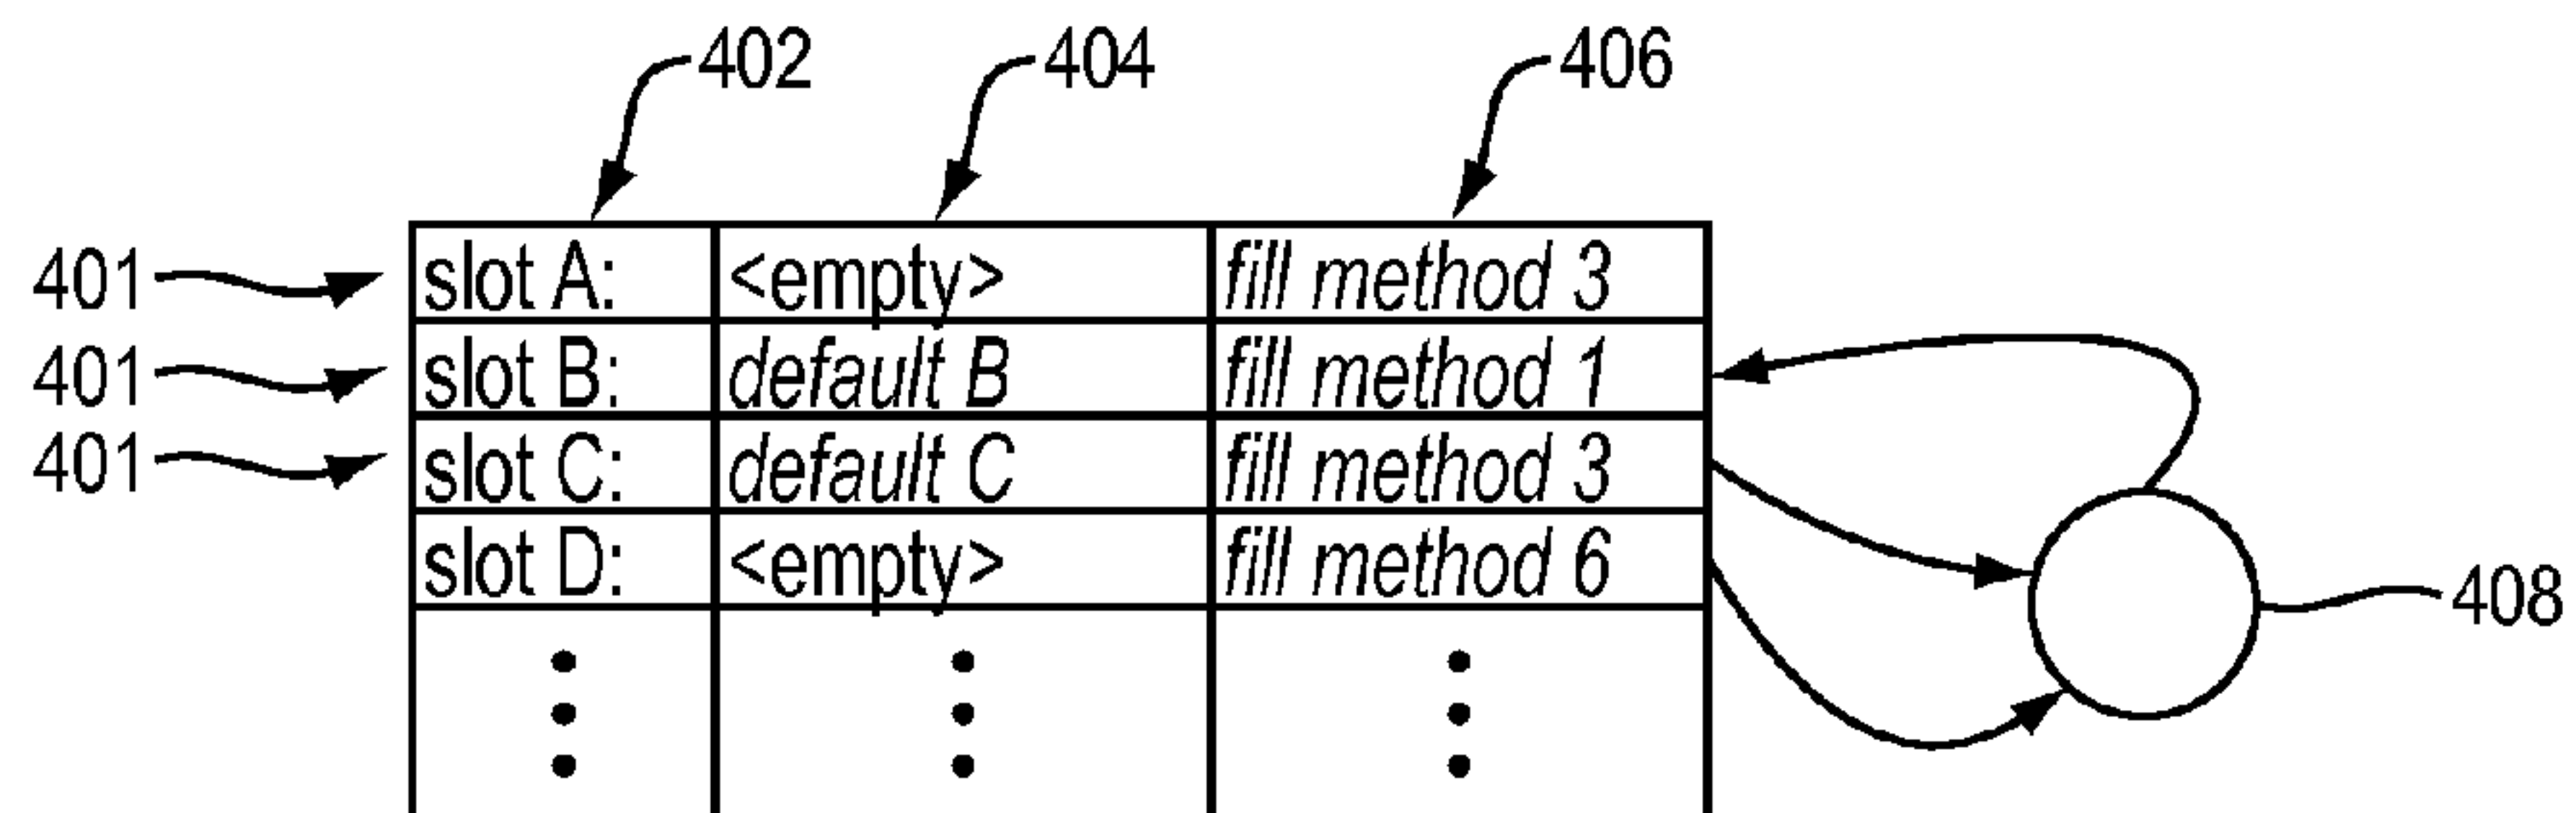 402 404 406
401 slot A: <empty> fill method 3
401 slot B: default B fill method 1
401 slot C: default C fill method 3
slot D: <empty> fill method 6
408